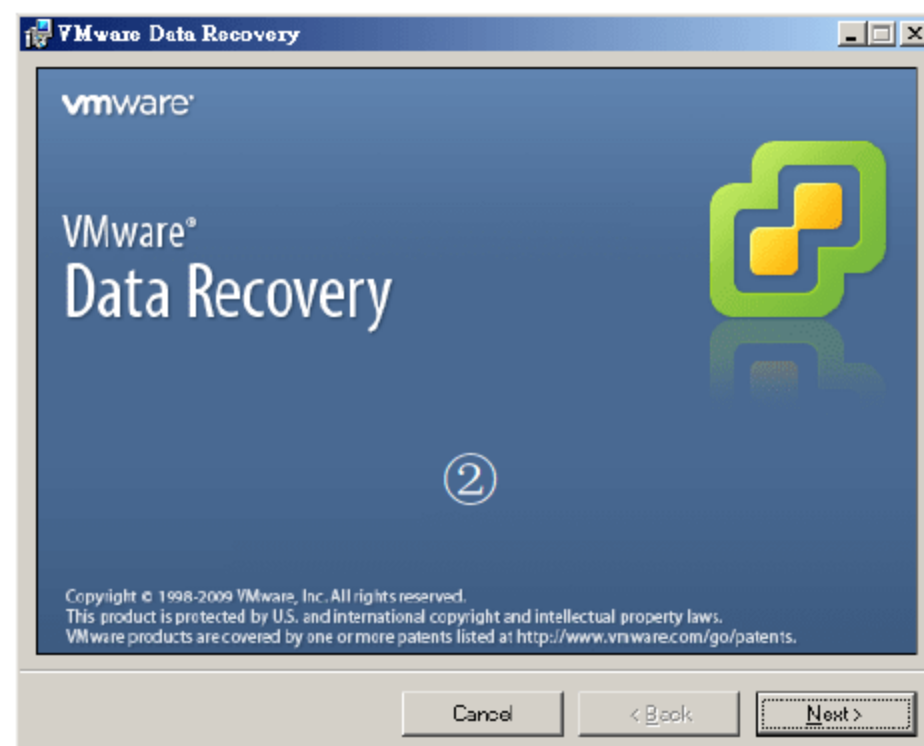 VMware Data Recovery
vmware®
VMware®
Data Recovery
②
Copyright © 1998-2009 VMware, Inc. All rights reserved.
This product is protected by U.S. and international copyright and intellectual property laws.
VMware products are covered by one or more patents listed at http://www.vmware.com/go/patents.
Cancel
< Back
Next >